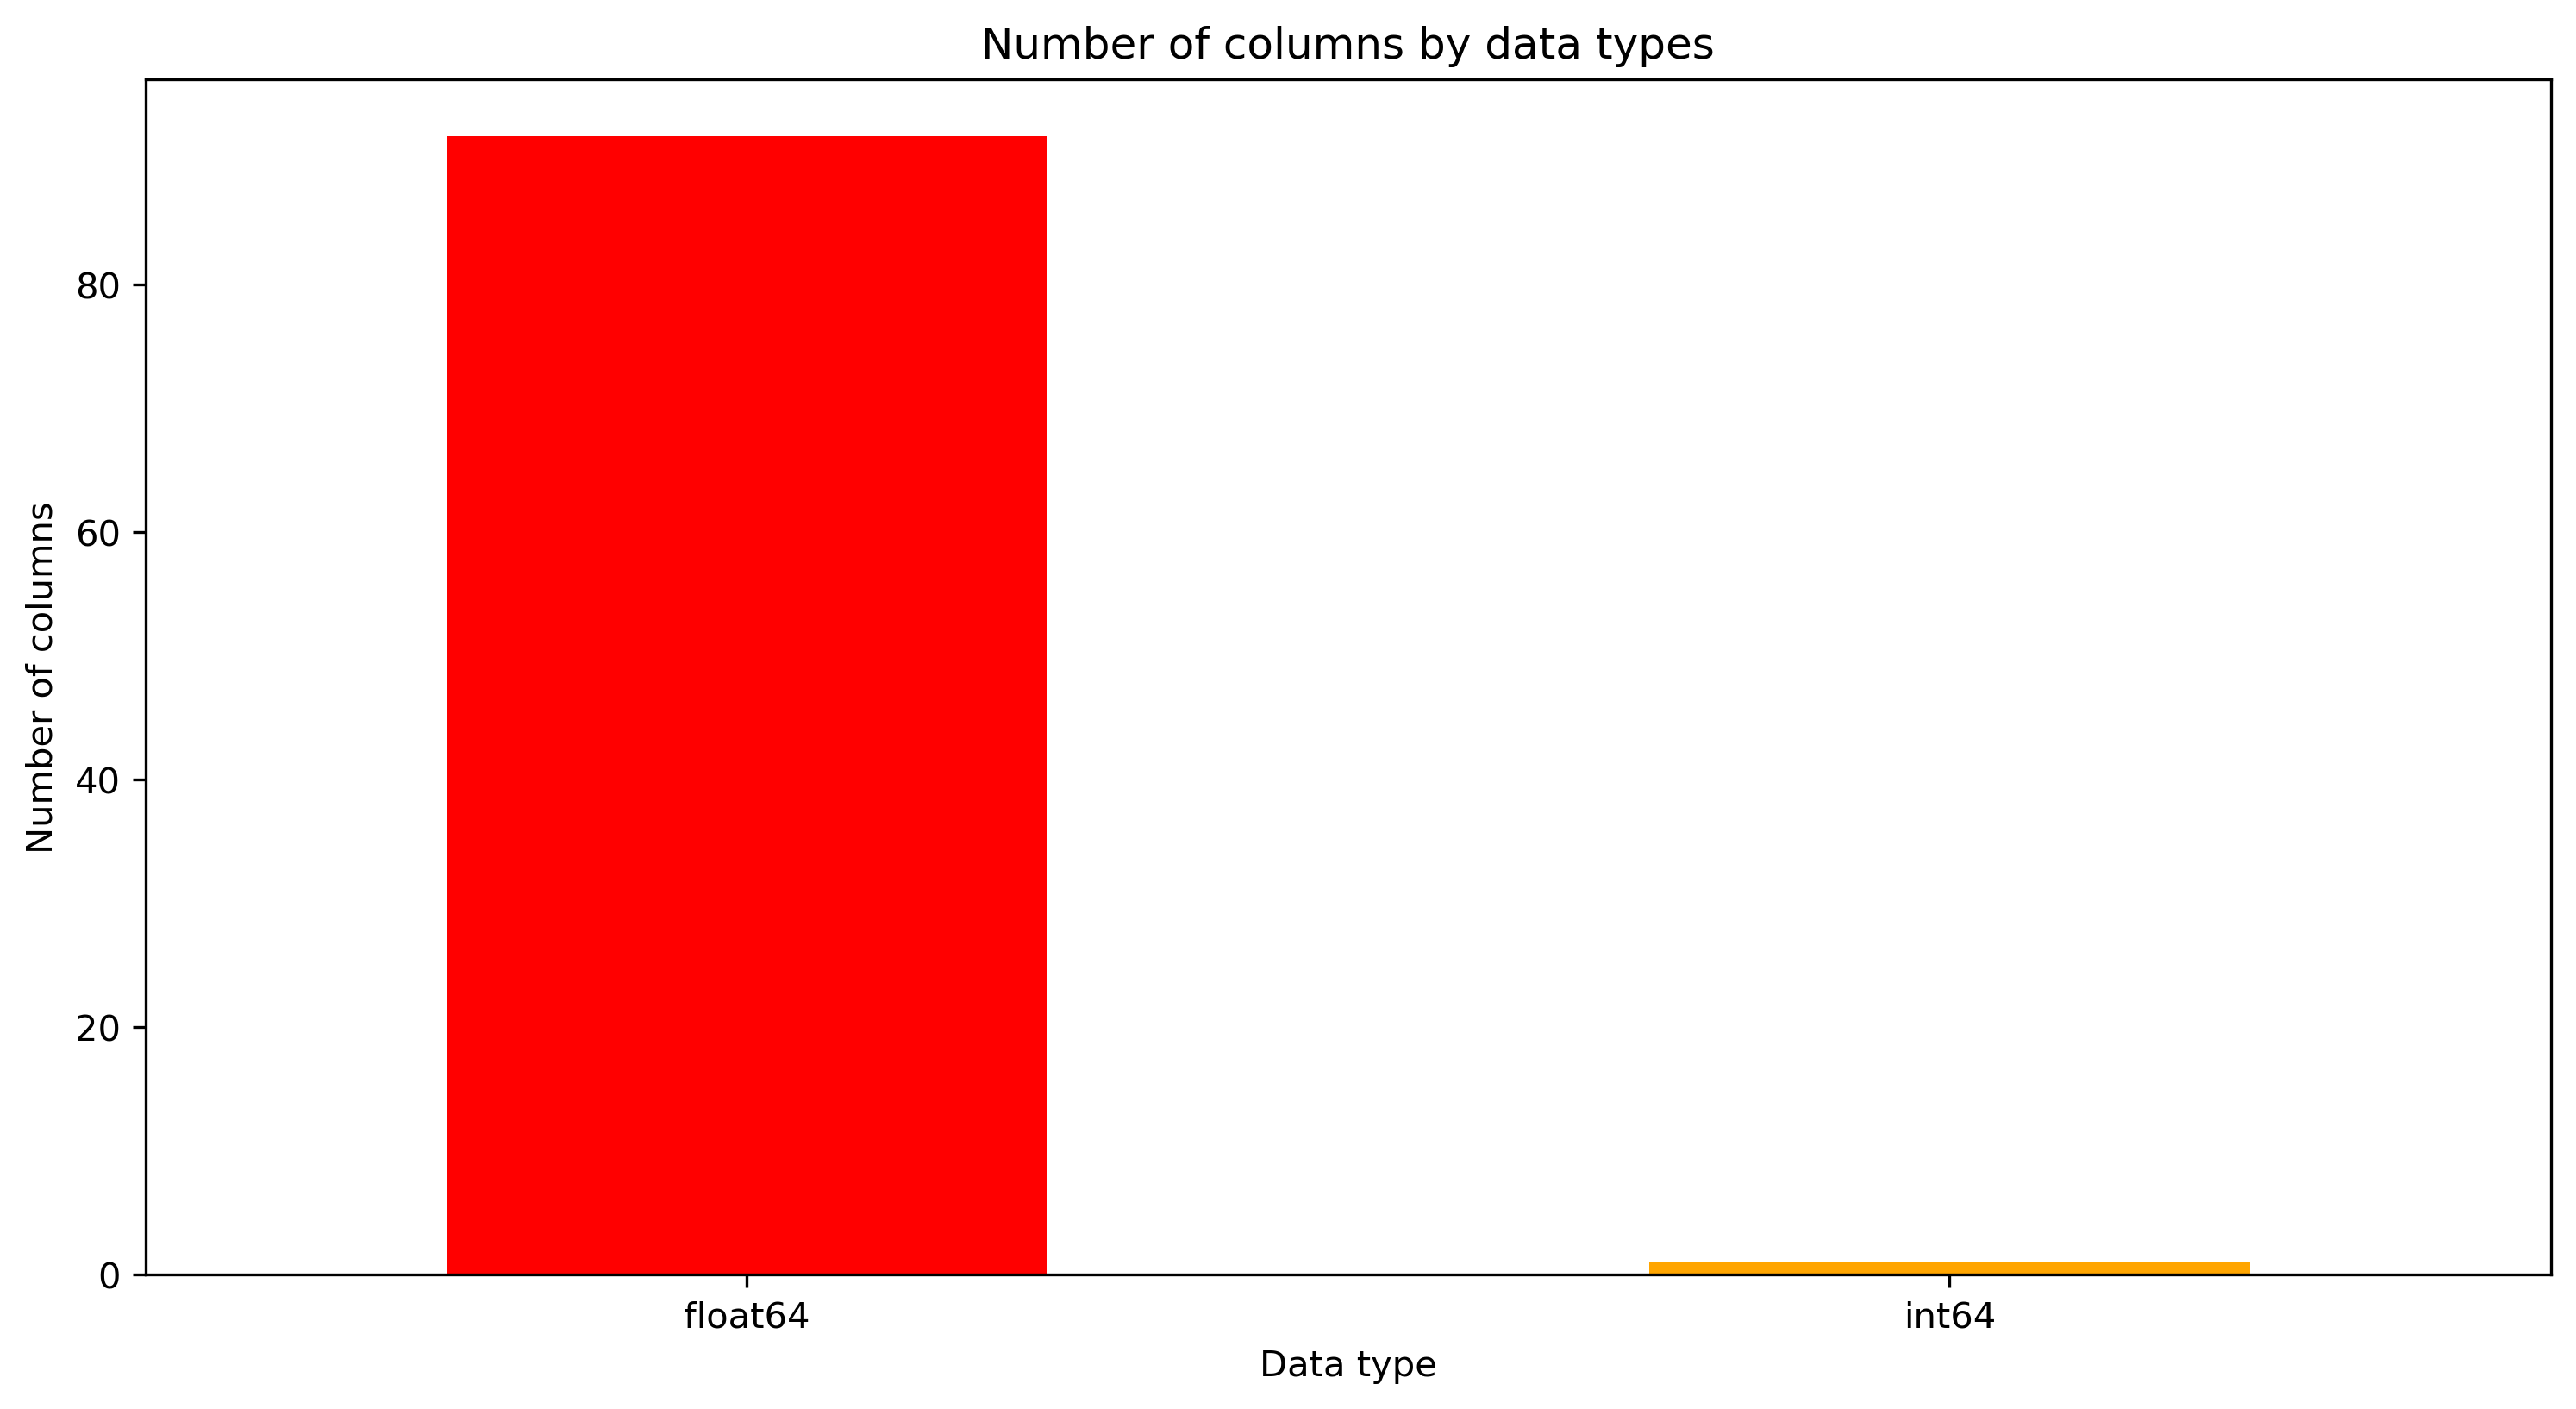 Number of columns by data types
Number of columns
80
60
40
20
0
float64
int64
Data type